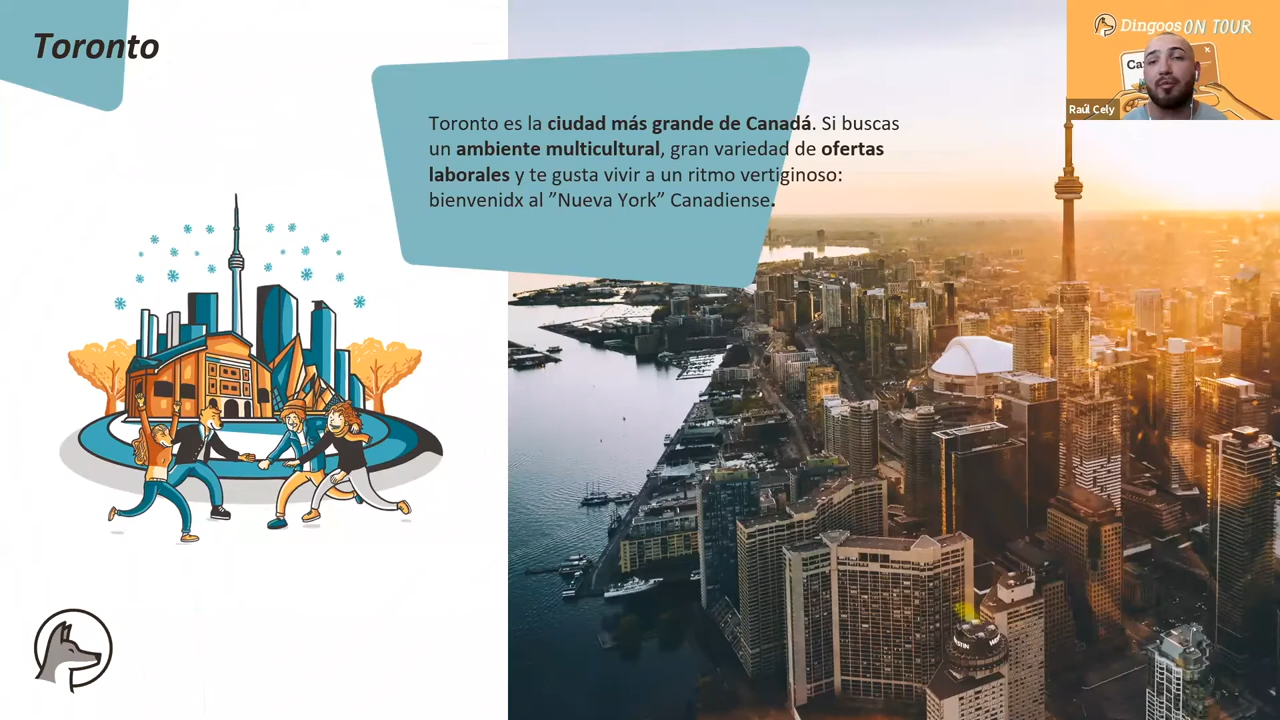 Toronto
Toronto es la ciudad más grande de Canadá. Si buscas
un ambiente multicultural, gran variedad de ofertas
laborales y te gusta vivir a un ritmo vertiginoso:
bienvenidx al ”Nueva York” Canadiense.
Dingoos ON TOUR
Raúl Cely